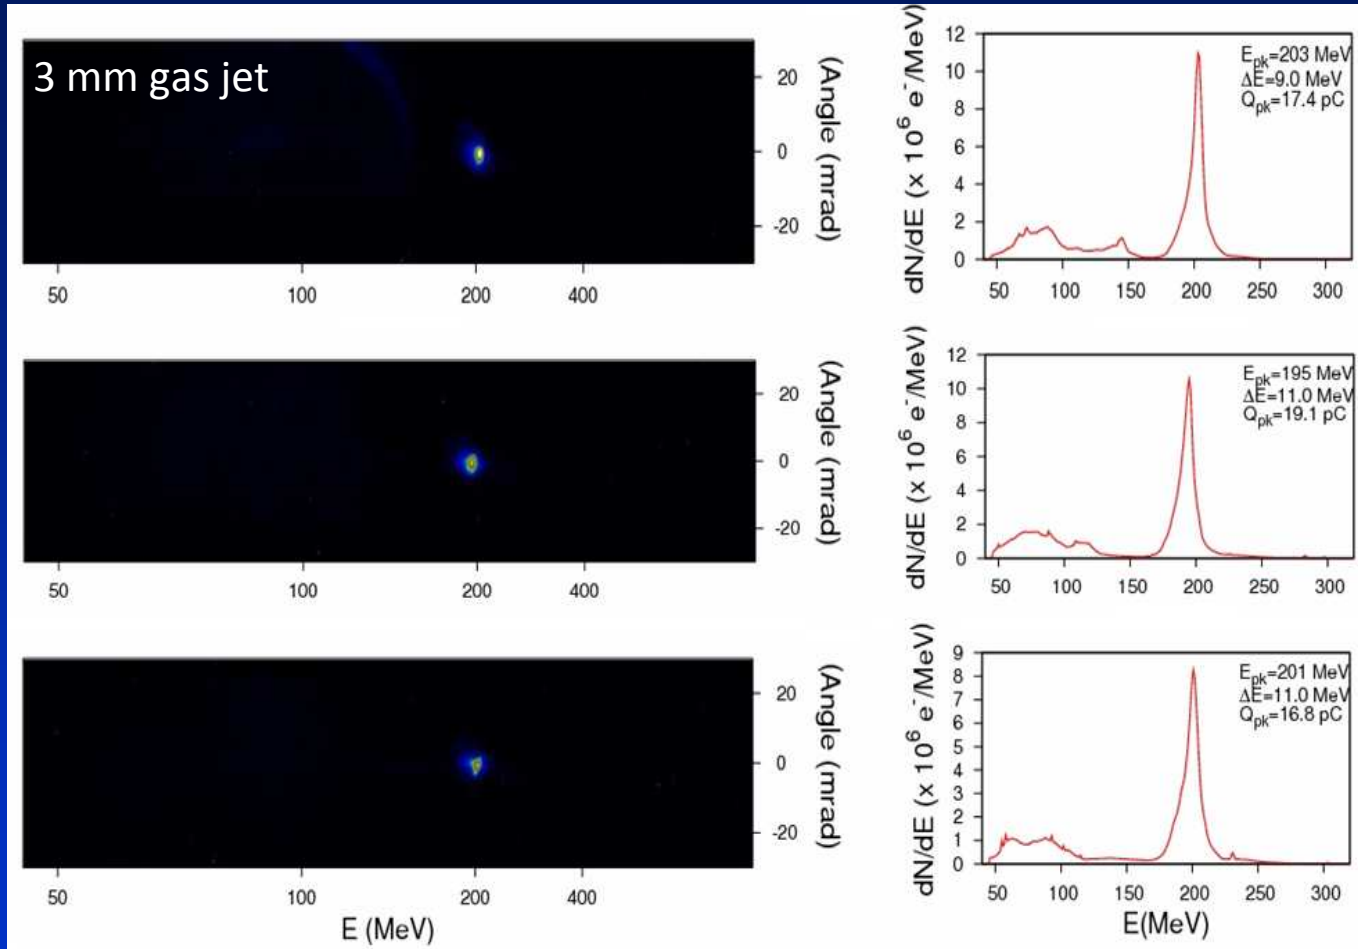 3 mm gas jet
20
0
-20
(Angle (mrad)
50 100 200 400
dN/dE (x 10⁶ e⁻/MeV)
12
10
8
6
4
2
0
50 100 150 200 250 300
E_pk=203 MeV
ΔE=9.0 MeV
Q_pk=17.4 pC
20
0
-20
(Angle (mrad)
50 100 200 400
dN/dE (x 10⁶ e⁻/MeV)
12
10
8
6
4
2
0
50 100 150 200 250 300
E_pk=195 MeV
ΔE=11.0 MeV
Q_pk=19.1 pC
20
0
-20
(Angle (mrad)
50 100 200 400
E (MeV)
dN/dE (x 10⁶ e⁻/MeV)
9
8
7
6
5
4
3
2
1
0
50 100 150 200 250 300
E(MeV)
E_pk=201 MeV
ΔE=11.0 MeV
Q_pk=16.8 pC